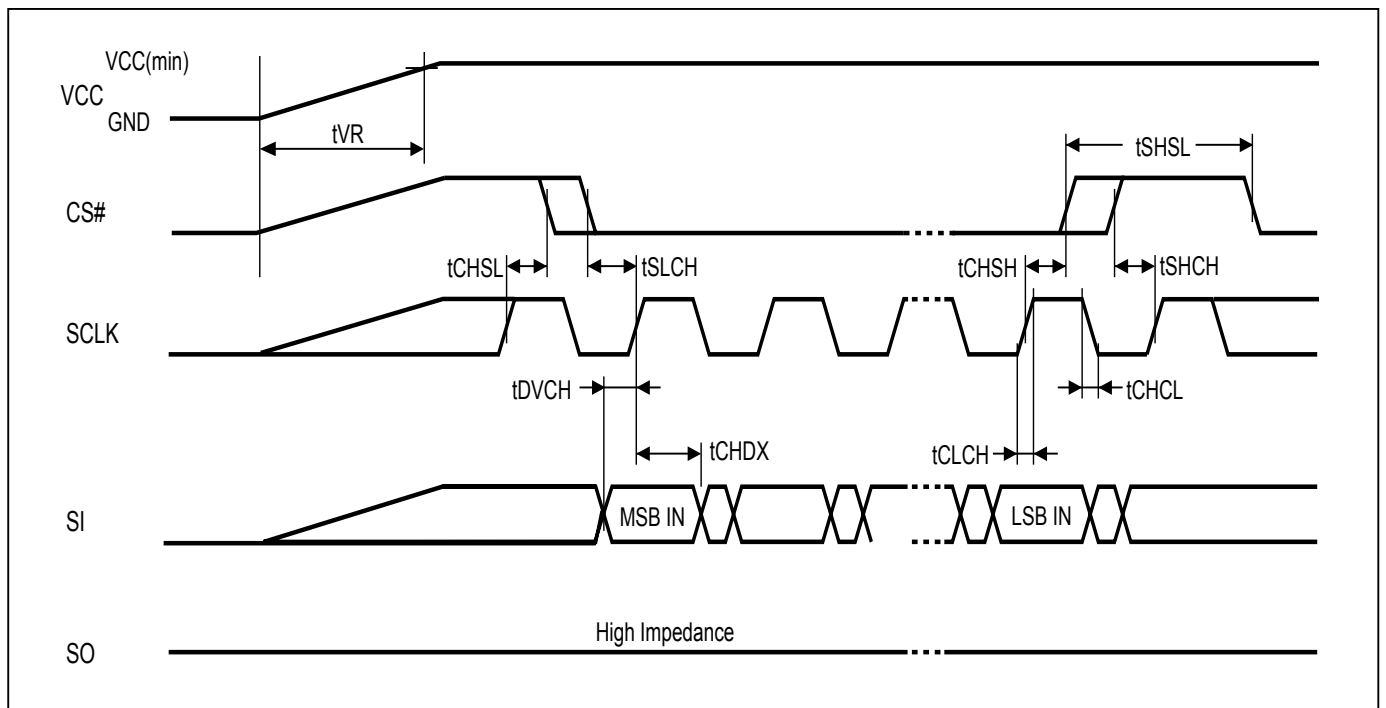 VCC(min)
VCC
GND
tVR
tSHSL
CS#
tCHSL
tSLCH
tCHSH
tSHCH
SCLK
tDVCH
tCHCL
tCHDX
tCLCH
SI
MSB IN
LSB IN
High Impedance
SO